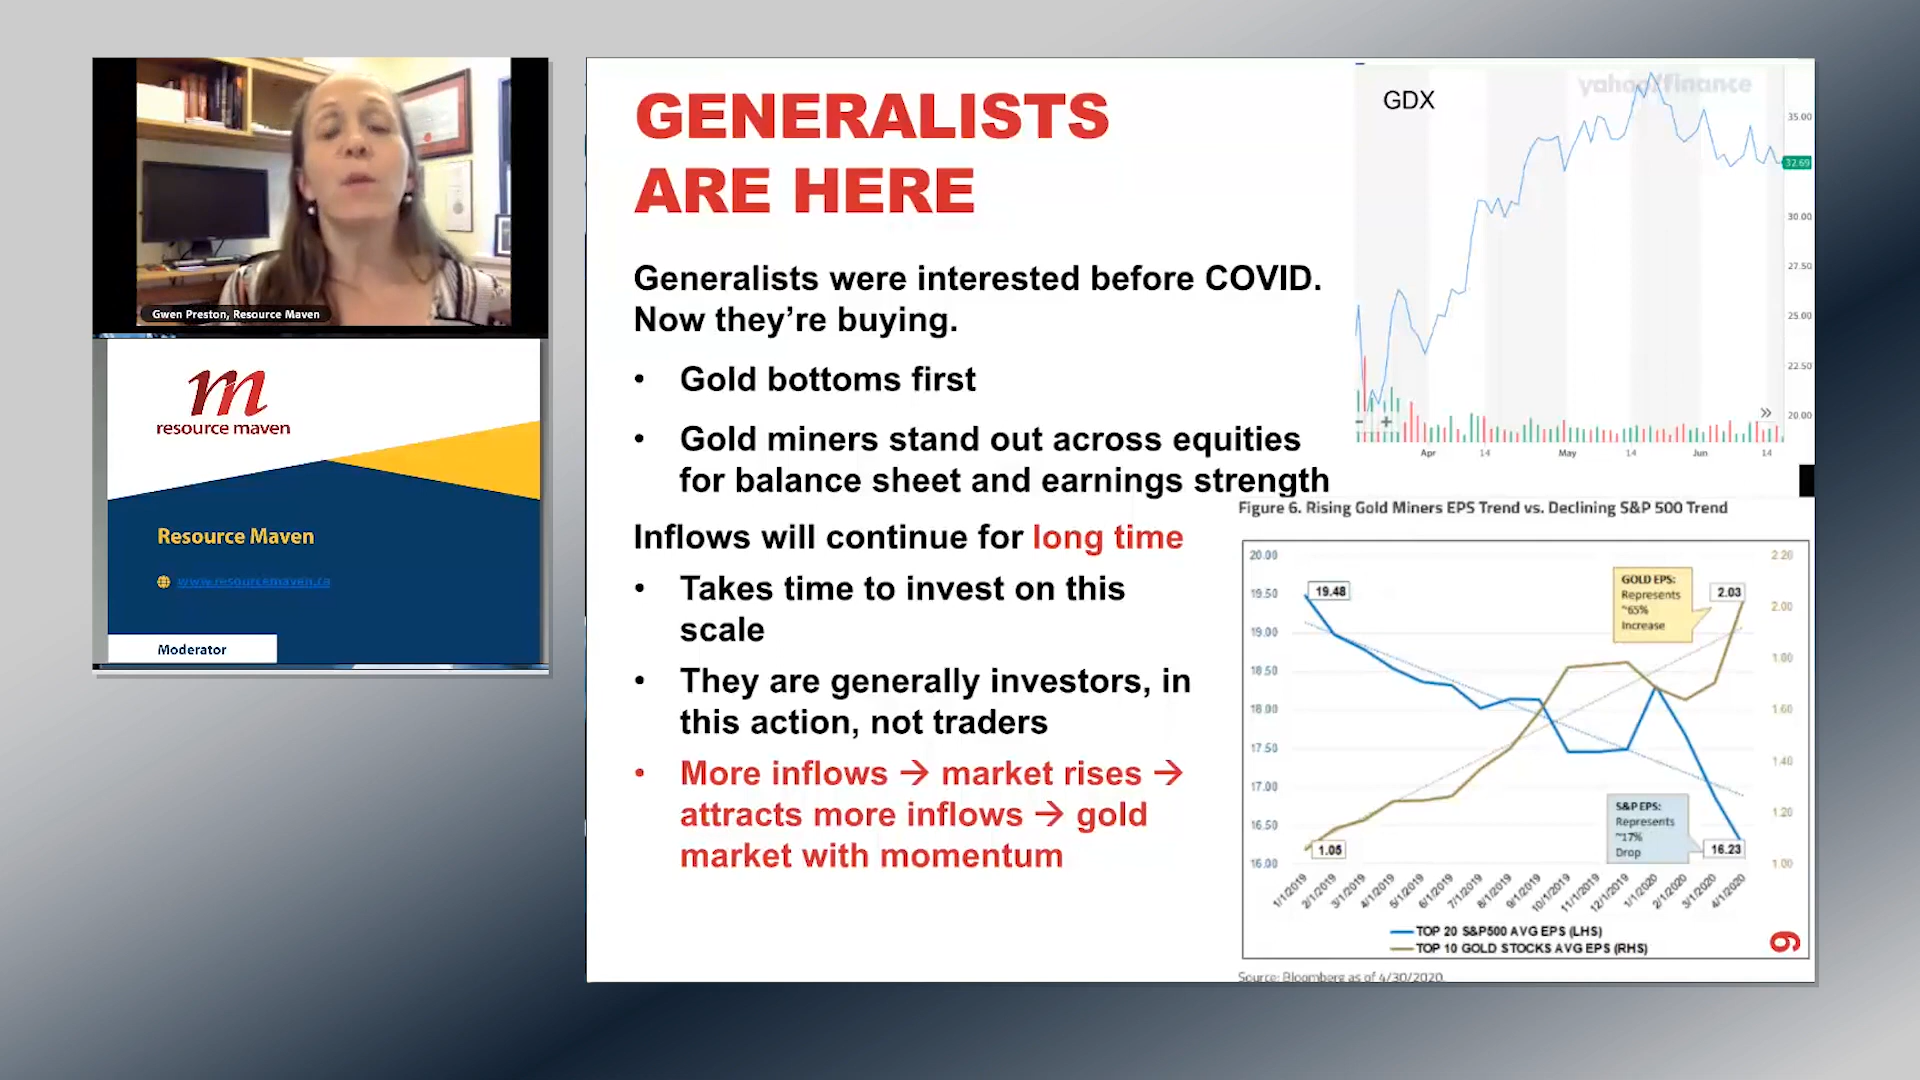 Gwen Preston, Resource Maven
m
resource maven
Resource Maven
www.resourcemaven.ca
Moderator
GENERALISTS
ARE HERE
Generalists were interested before COVID.
Now they're buying.
• Gold bottoms first
• Gold miners stand out across equities
for balance sheet and earnings strength
Inflows will continue for long time
• Takes time to invest on this
scale
• They are generally investors, in
this action, not traders
• More inflows → market rises →
attracts more inflows → gold
market with momentum
GDX
yahoo!finance
35.00
32.69
30.00
27.50
25.00
22.50
20.00
- +
»
Apr 14 May 14 Jun 14
Figure 6. Rising Gold Miners EPS Trend vs. Declining S&P 500 Trend
20.00
19.50
19.00
18.50
18.00
17.50
17.00
16.50
16.00
2.20
2.00
1.80
1.60
1.40
1.20
1.00
19.48
GOLD EPS:
Represents
~65%
Increase
2.03
1.05
S&P EPS:
Represents
~17%
Drop
16.23
1/1/2019 2/1/2019 3/1/2019 4/1/2019 5/1/2019 6/1/2019 7/1/2019 8/1/2019 9/1/2019 10/1/2019 11/1/2019 12/1/2019 1/1/2020 2/1/2020 3/1/2020 4/1/2020
TOP 20 S&P500 AVG EPS (LHS)
TOP 10 GOLD STOCKS AVG EPS (RHS)
9
Source: Bloomberg as of 4/30/2020.